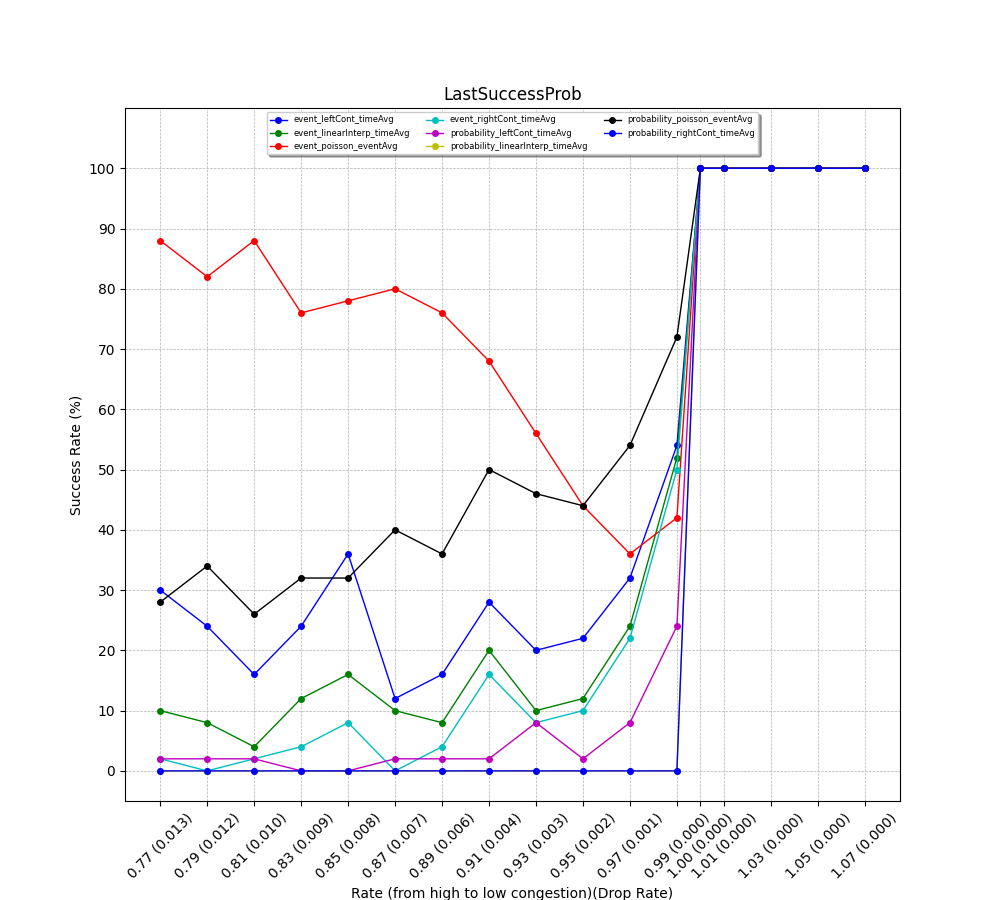 LastSuccessProb
event_leftCont_timeAvg
event_linearInterp_timeAvg
event_poisson_eventAvg
event_rightCont_timeAvg
probability_leftCont_timeAvg
probability_linearInterp_timeAvg
probability_poisson_eventAvg
probability_rightCont_timeAvg
Success Rate (%)
100
90
80
70
60
50
40
30
20
10
0
0.77 (0.013)
0.79 (0.012)
0.81 (0.010)
0.83 (0.009)
0.85 (0.008)
0.87 (0.007)
0.89 (0.006)
0.91 (0.004)
0.93 (0.003)
0.95 (0.002)
0.97 (0.001)
0.99 (0.000)
1.00 (0.000)
1.01 (0.000)
1.03 (0.000)
1.05 (0.000)
1.07 (0.000)
Rate (from high to low congestion)(Drop Rate)